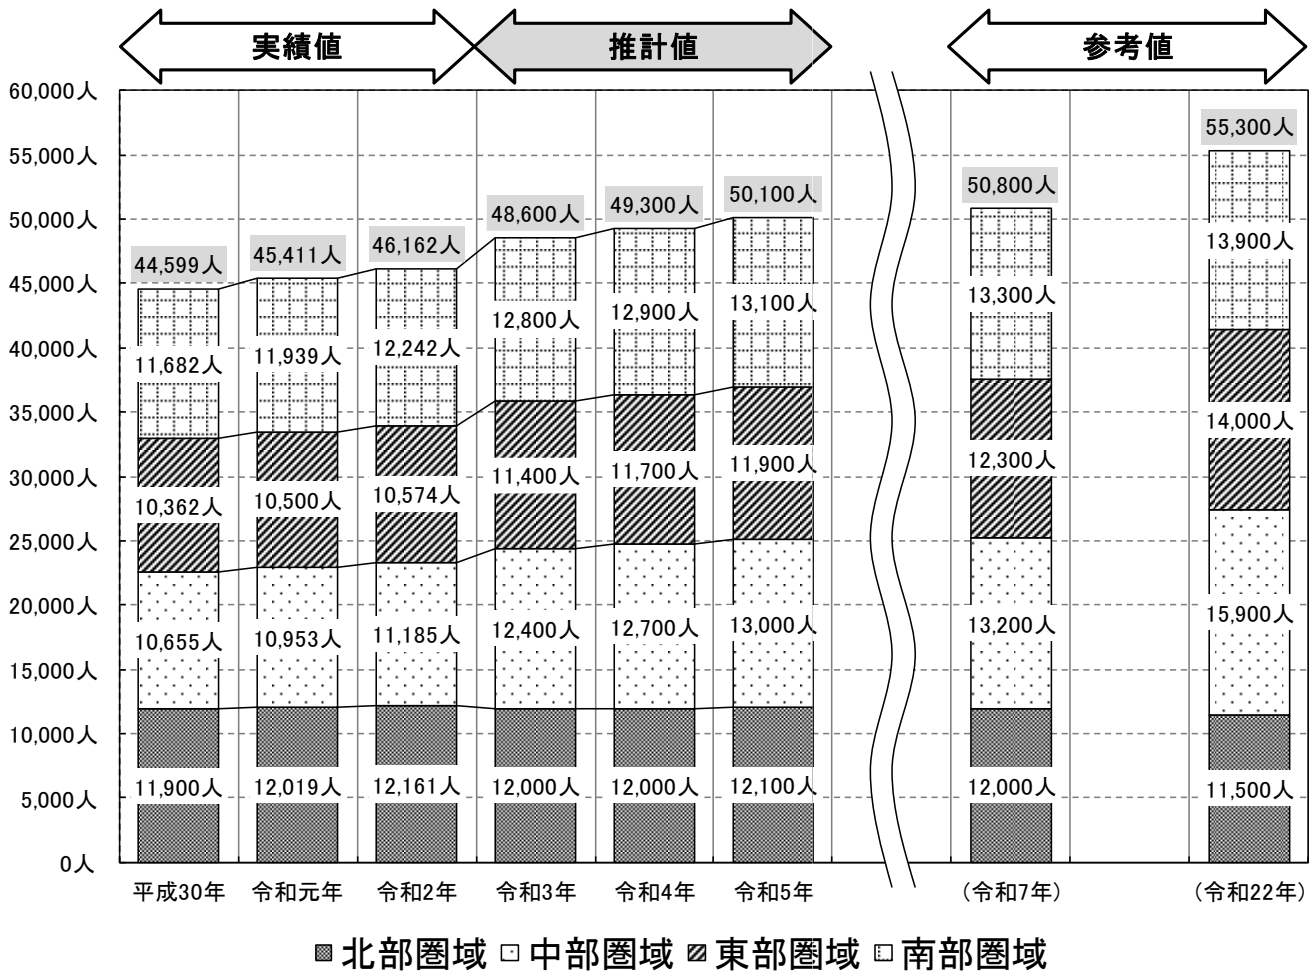 実績値 推計値 参考値
60,000人
55,000人
50,000人
45,000人
40,000人
35,000人
30,000人
25,000人
20,000人
15,000人
10,000人
5,000人
0人
44,599人 45,411人 46,162人 48,600人 49,300人 50,100人 50,800人 55,300人
11,682人 11,939人 12,242人 12,800人 12,900人 13,100人 13,300人 13,900人
10,362人 10,500人 10,574人 11,400人 11,700人 11,900人 12,300人 14,000人
10,655人 10,953人 11,185人 12,400人 12,700人 13,000人 13,200人 15,900人
11,900人 12,019人 12,161人 12,000人 12,000人 12,100人 12,000人 11,500人
平成30年 令和元年 令和2年 令和3年 令和4年 令和5年 (令和7年) (令和22年)
北部圏域 中部圏域 東部圏域 南部圏域